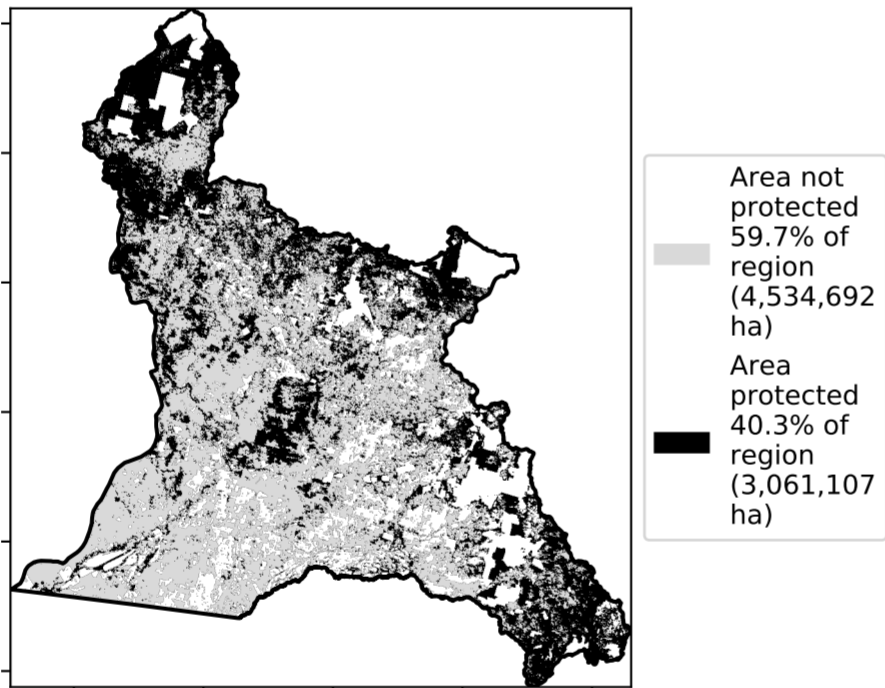 Area not
protected
59.7% of
region
(4,534,692
ha)
Area
protected
40.3% of
region
(3,061,107
ha)